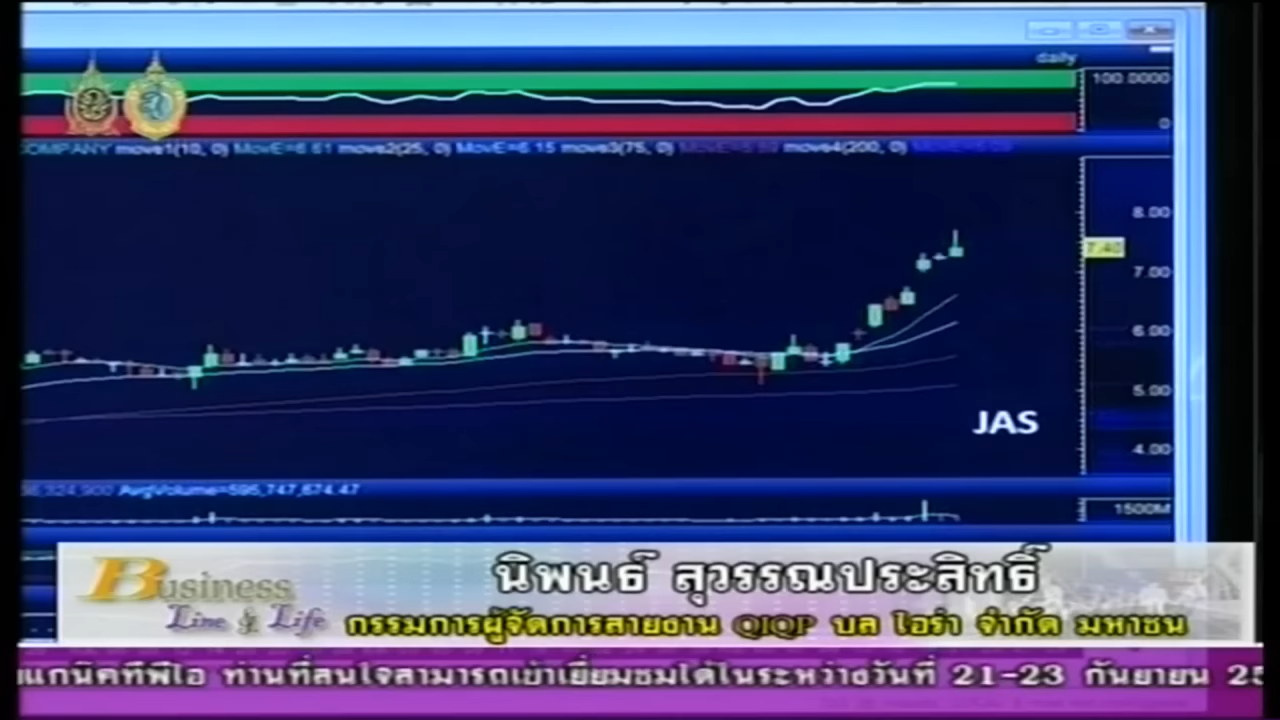 daily
100.0000
0
COMPANY move1(10, 0) MovE=6.61 move2(25, 0) MovE=6.15 move3(75, 0) move4(200, 0)
8.00
7.40
7.00
6.00
5.00
JAS
4.00
AvgVolume=595,747,674.47
1500M
Business
Line & Life
นิพนธ์ สุวรรณประสิทธิ์
กรรมการผู้จัดการสายงาน QIQP บล ไอร่า จำกัด มหาชน
ท่านที่สนใจสามารถเข้าเยี่ยมชมได้ในระหว่างวันที่ 21-23 กันยายน 25